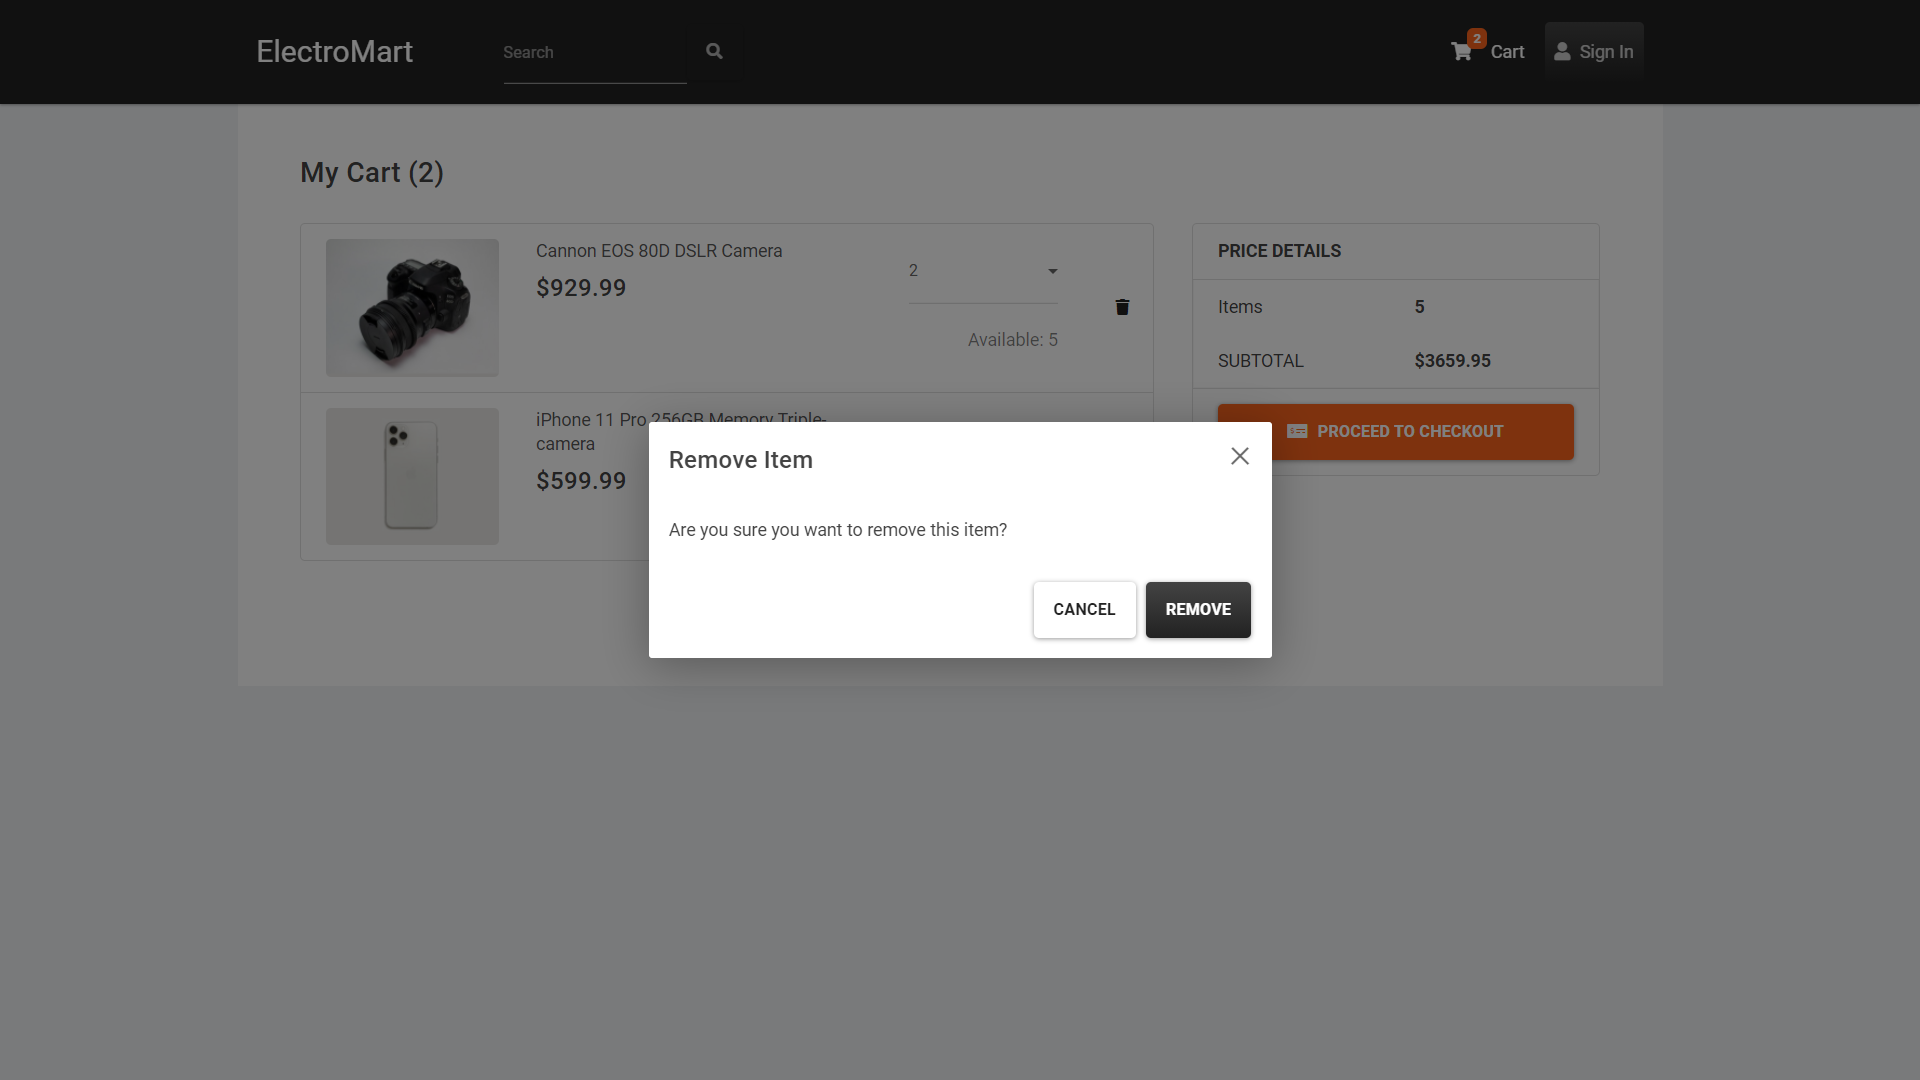 ElectroMart
Search
2
Cart
Sign In
My Cart (2)
Cannon EOS 80D DSLR Camera
$929.99
2
Available: 5
iPhone 11 Pro 256GB Memory Triple-
camera
$599.99
PRICE DETAILS
Items 5
SUBTOTAL $3659.95
PROCEED TO CHECKOUT
Remove Item
Are you sure you want to remove this item?
CANCEL
REMOVE